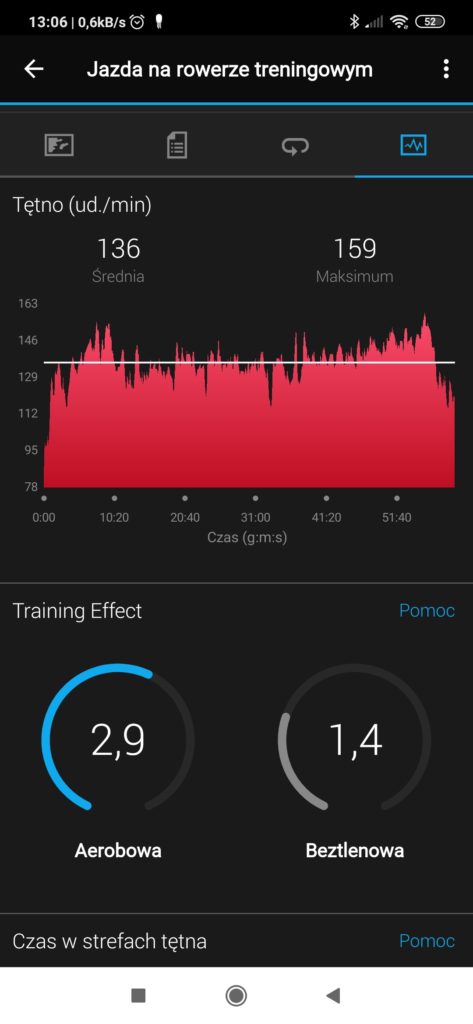 13:06 | 0,6kB/s
52
Jazda na rowerze treningowym
Tętno (ud./min)
136
159
Średnia
Maksimum
163
146
129
112
95
78
0:00
10:20
20:40
31:00
41:20
51:40
Czas (g:m:s)
Training Effect
Pomoc
2,9
1,4
Aerobowa
Beztlenowa
Czas w strefach tętna
Pomoc